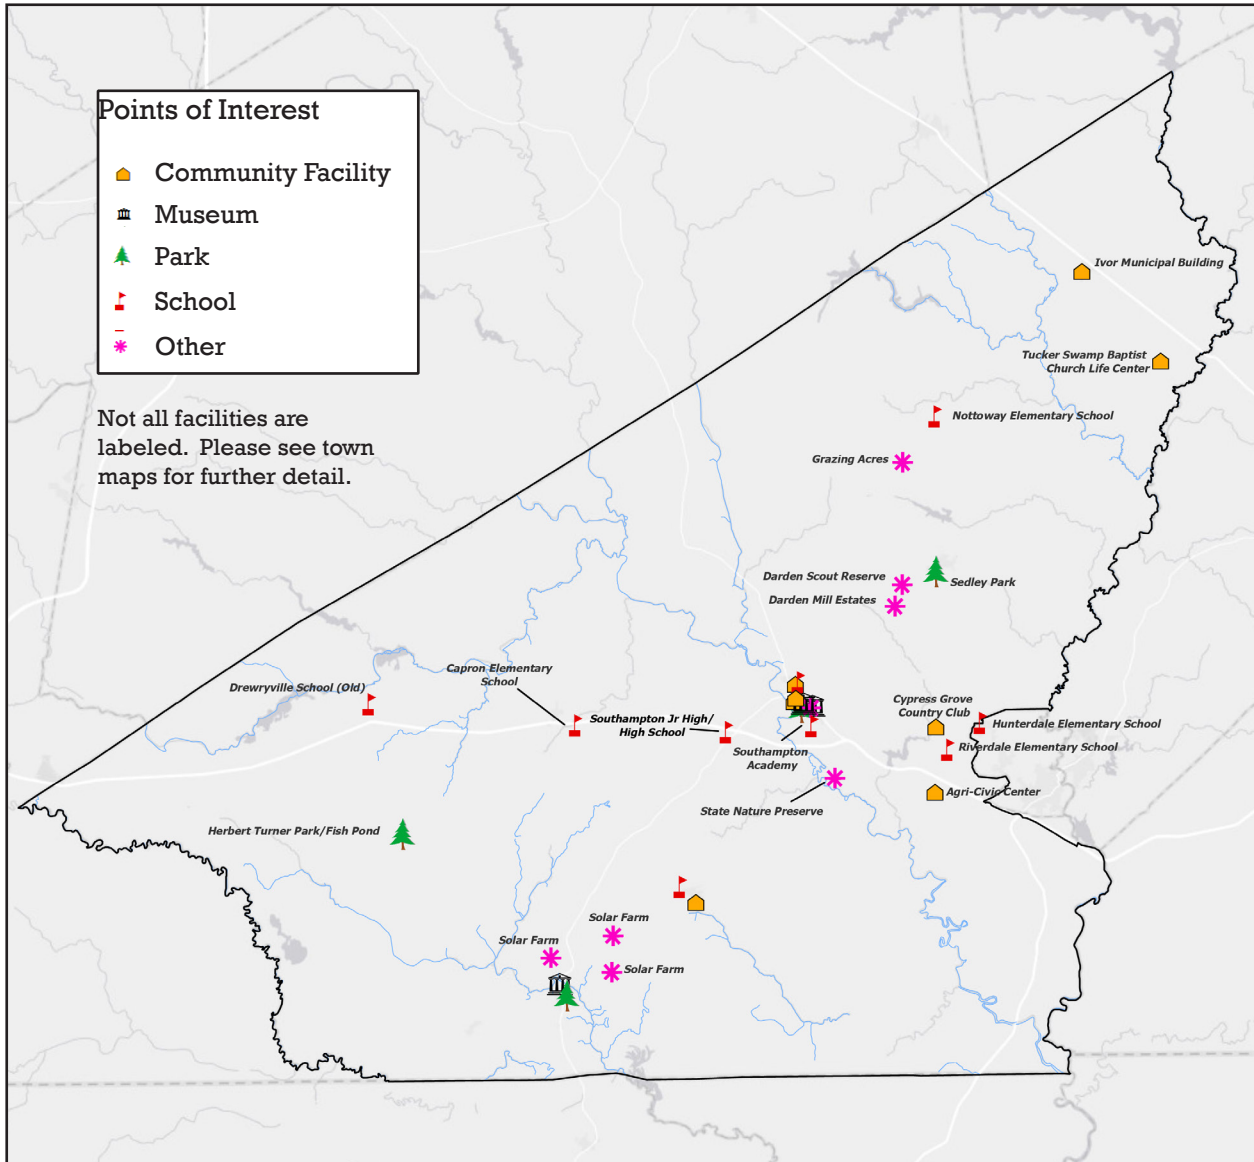 Points of Interest
Community Facility
Museum
Park
School
Other
Not all facilities are
labeled. Please see town
maps for further detail.
Ivor Municipal Building
Tucker Swamp Baptist
Church Life Center
Nottoway Elementary School
Grazing Acres
Darden Scout Reserve
Sedley Park
Darden Mill Estates
Capron Elementary
School
Drewryville School (Old)
Southampton Jr High/
High School
Cypress Grove
Country Club
Hunterdale Elementary School
Riverdale Elementary School
Southampton
Academy
Agri-Civic Center
State Nature Preserve
Herbert Turner Park/Fish Pond
Solar Farm
Solar Farm
Solar Farm